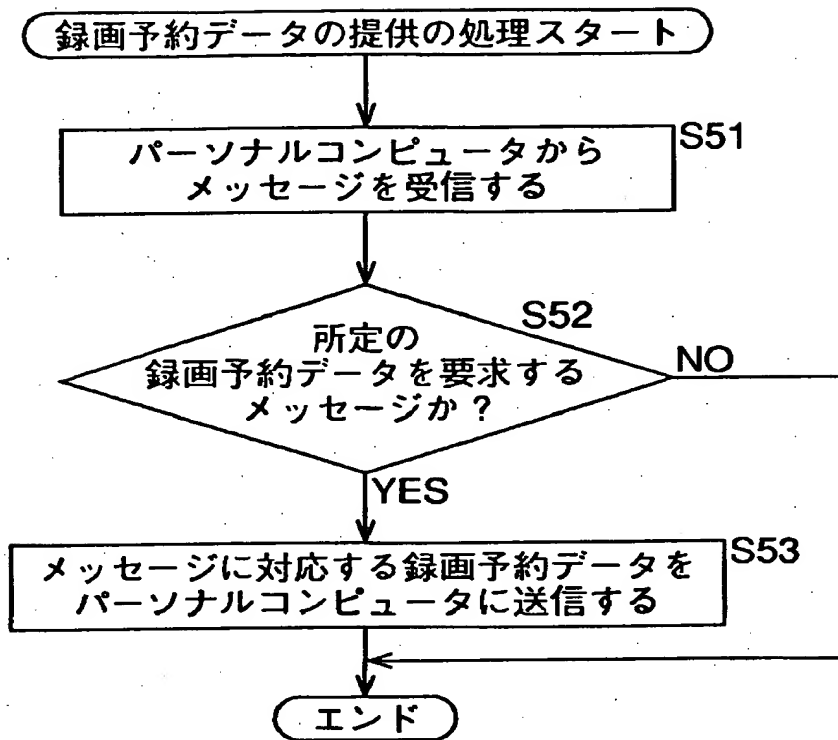 録画予約データの提供の処理スタート
S51
パーソナルコンピュータから
メッセージを受信する
S52
所定の
録画予約データを要求する
メッセージか？
NO
YES
S53
メッセージに対応する録画予約データを
パーソナルコンピュータに送信する
エンド